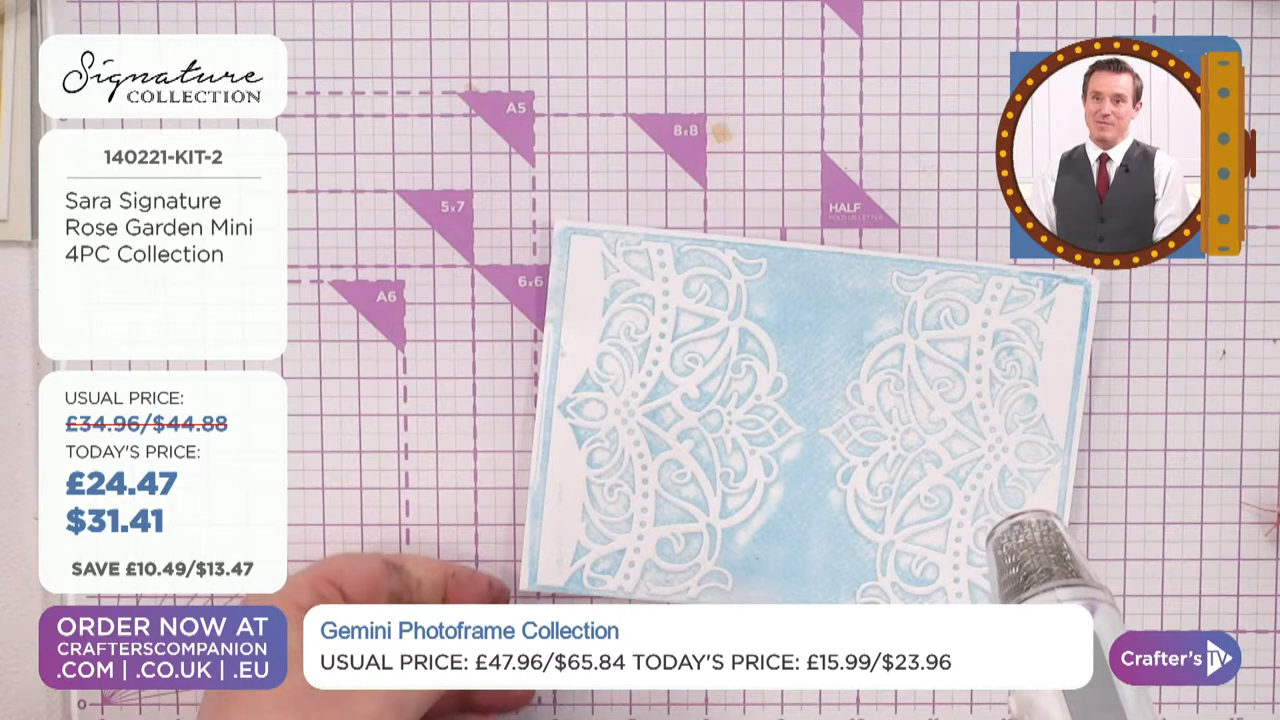 Signature
COLLECTION
140221-KIT-2
Sara Signature
Rose Garden Mini
4PC Collection
USUAL PRICE:
£34.96/$44.88
TODAY'S PRICE:
£24.47
$31.41
SAVE £10.49/$13.47
ORDER NOW AT
CRAFTERSCOMPANION
.COM | .CO.UK | .EU
A5
8x8
5x7
HALF
6x6
A6
0
Gemini Photoframe Collection
USUAL PRICE: £47.96/$65.84 TODAY'S PRICE: £15.99/$23.96
Crafter's TV